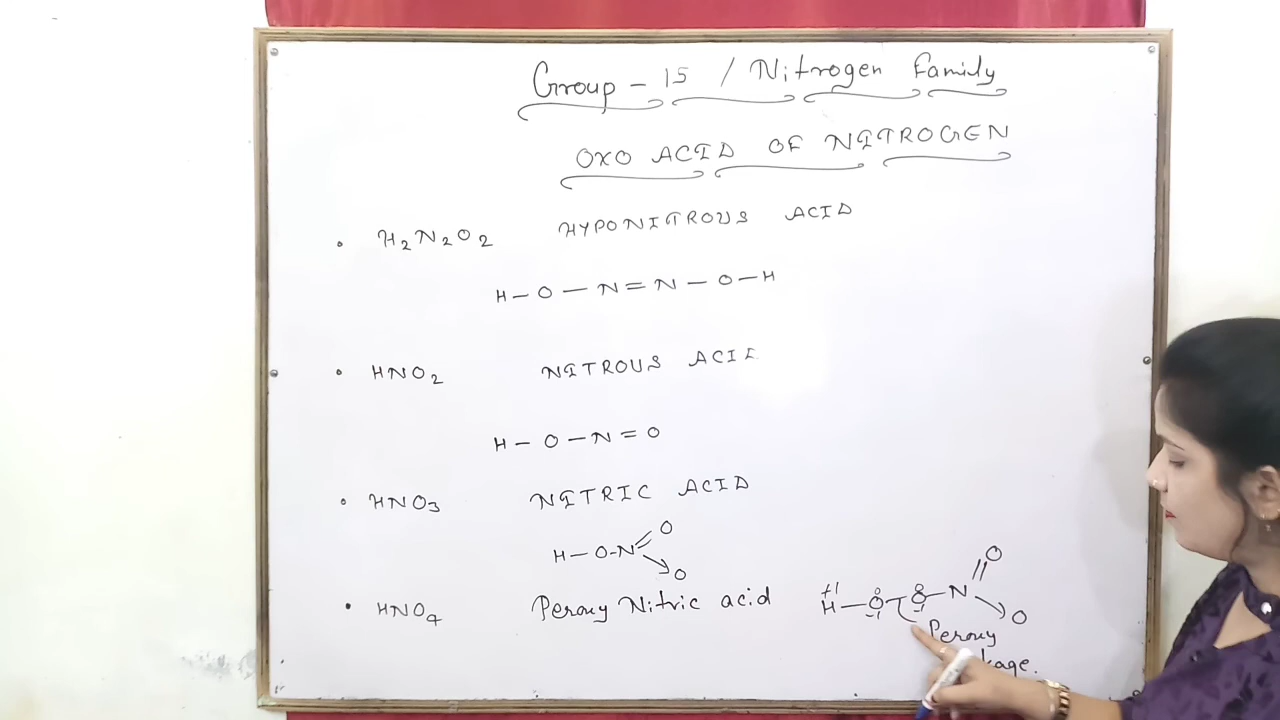 Group - 15 / Nitrogen Family
OXO ACID OF NITROGEN
• H₂N₂O₂ HYPONITROUS ACID
H - O - N = N - O - H
• HNO₂ NITROUS ACID
H - O - N = O
• HNO₃ NITRIC ACID
O
H - O - N
O
• HNO₄ Peroxy Nitric acid
O
+1
H - O - O - N
O
Peroxy